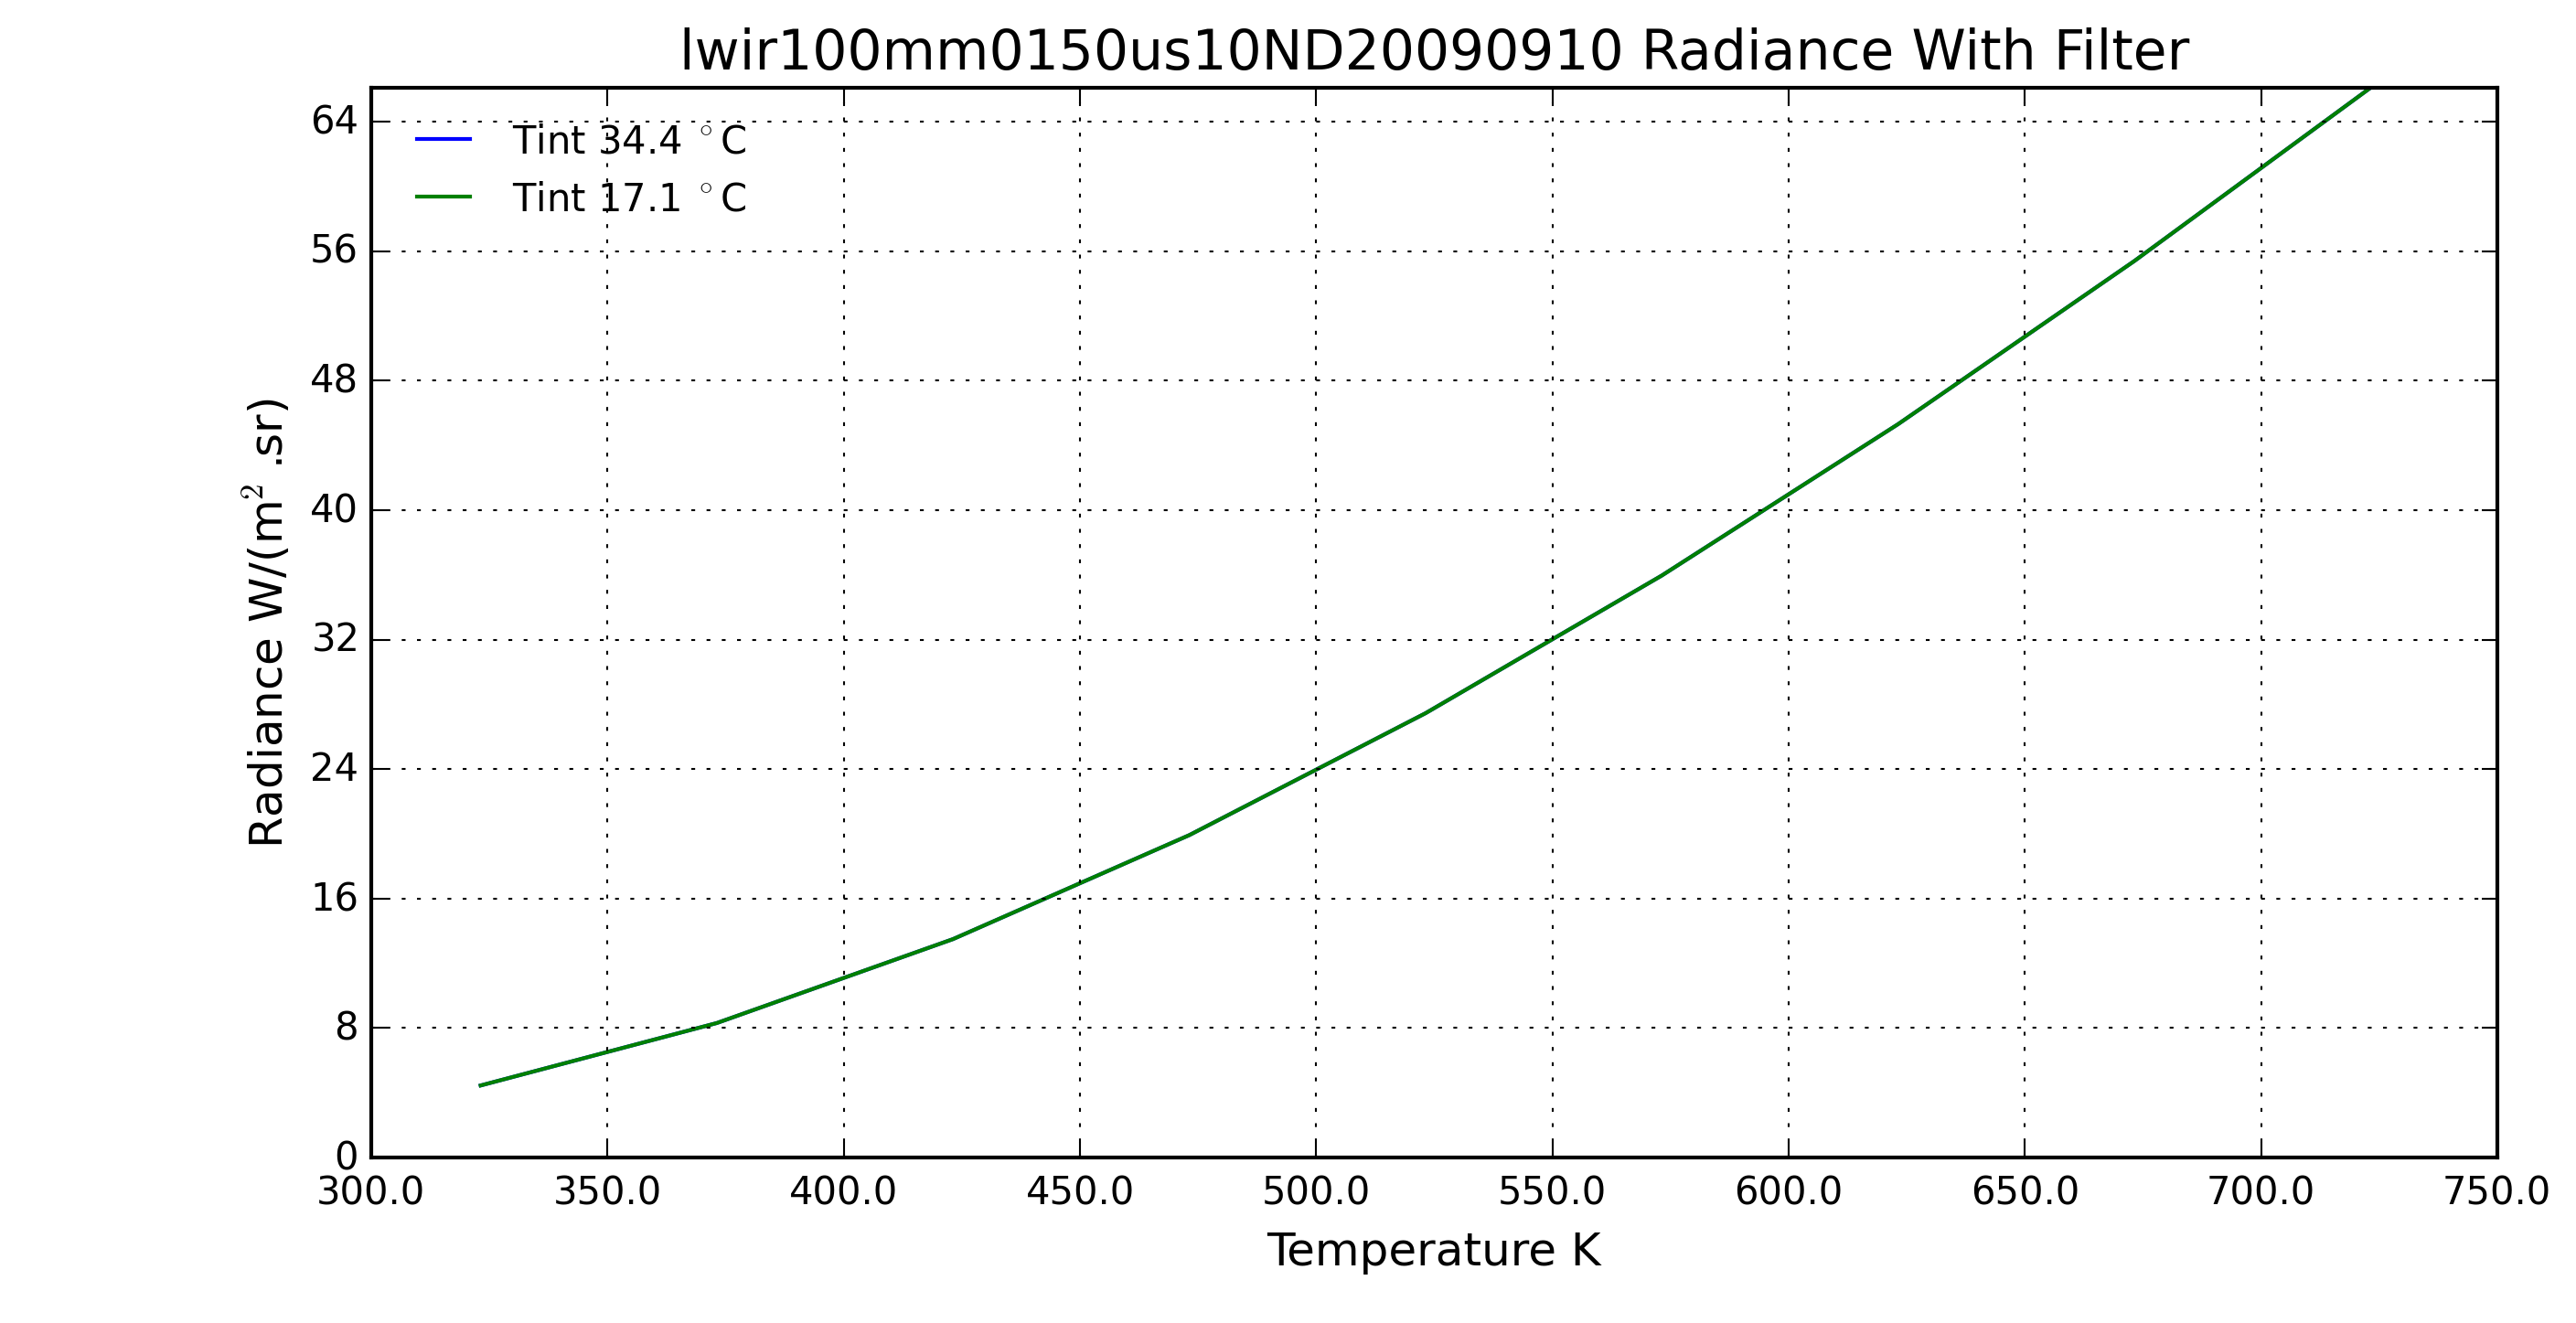 lwir100mm0150us10ND20090910 Radiance With Filter
Tint 34.4 °C
Tint 17.1 °C
Radiance W/(m² .sr)
64
56
48
40
32
24
16
8
0
300.0 350.0 400.0 450.0 500.0 550.0 600.0 650.0 700.0 750.0
Temperature K